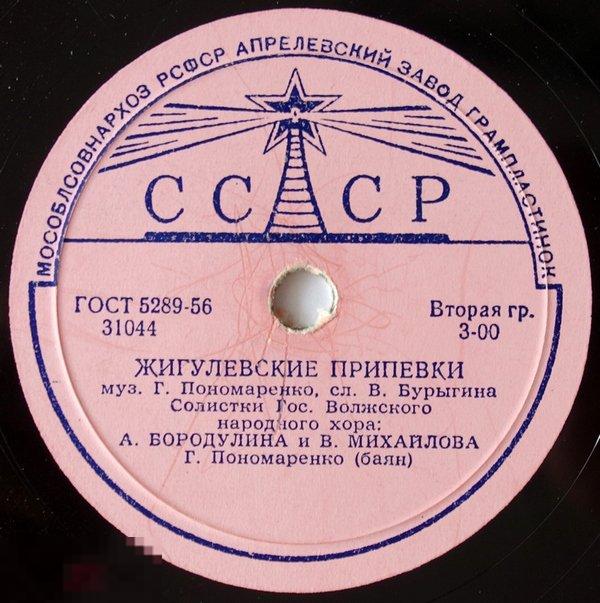 МОСОБЛСОВНАРХОЗ РСФСР АПРЕЛЕВСКИЙ ЗАВОД ГРАМПЛАСТИНОК
СССР
ГОСТ 5289-56
31044
Вторая гр.
3-00
ЖИГУЛЕВСКИЕ ПРИПЕВКИ
муз. Г. Пономаренко, сл. В. Бурыгина
Солистки Гос. Волжского
народного хора:
А. БОРОДУЛИНА и В. МИХАЙЛОВА
Г. Пономаренко (баян)